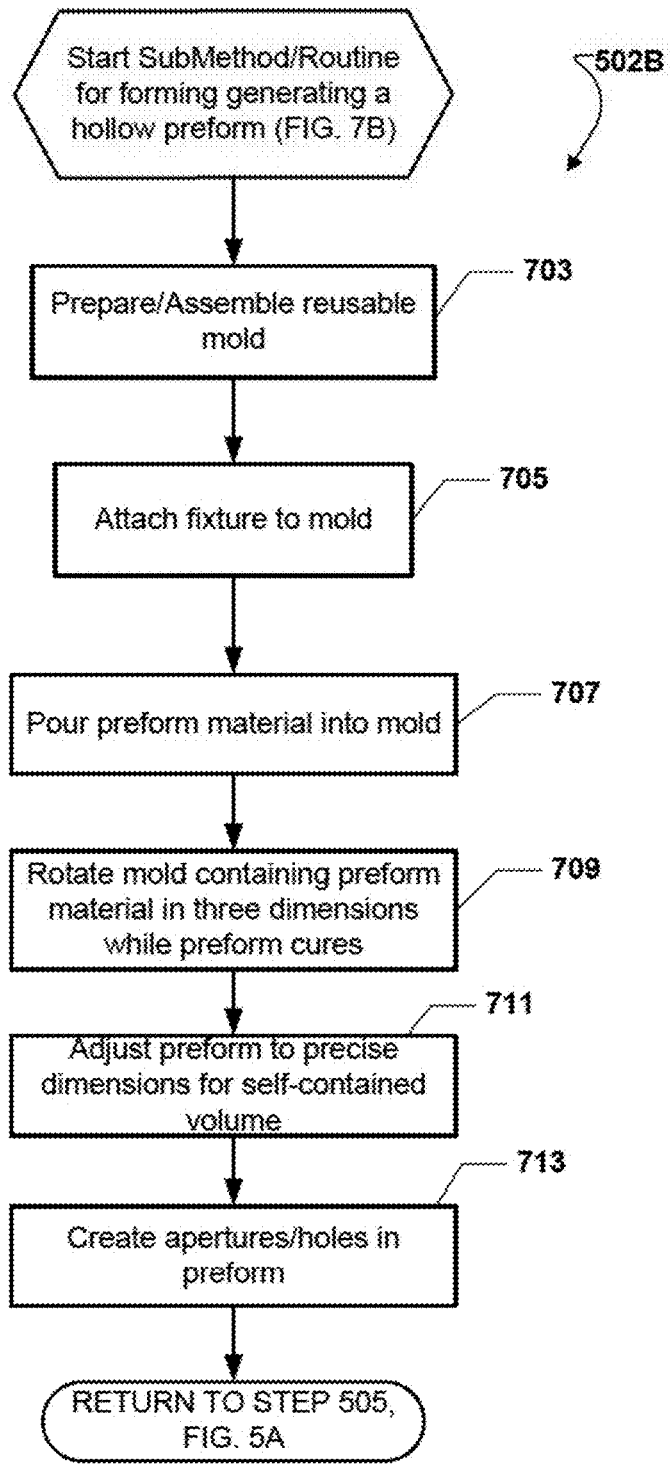 Start SubMethod/Routine
for forming generating a
hollow preform (FIG. 7B)
502B
703
Prepare/Assemble reusable
mold
705
Attach fixture to mold
707
Pour preform material into mold
709
Rotate mold containing preform
material in three dimensions
while preform cures
711
Adjust preform to precise
dimensions for self-contained
volume
713
Create apertures/holes in
preform
RETURN TO STEP 505,
FIG. 5A